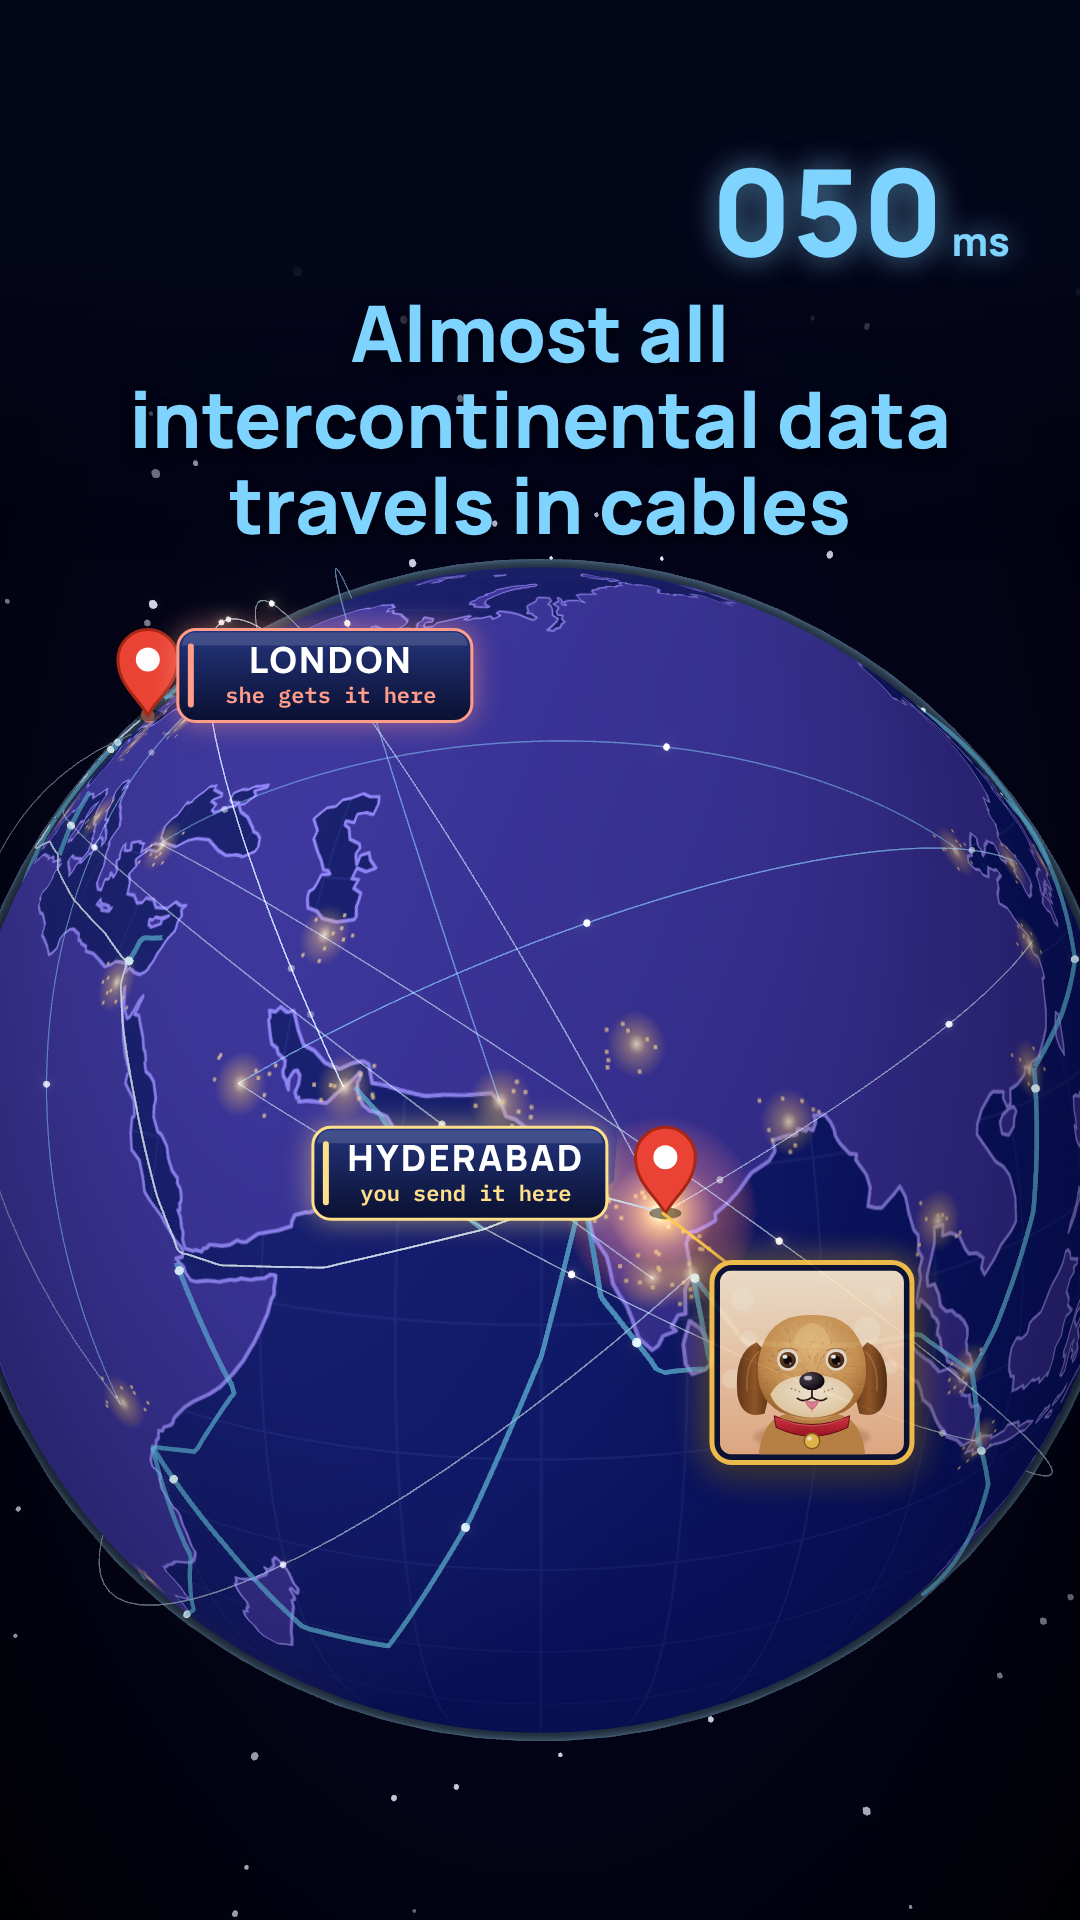 050 ms
Almost all
intercontinental data
travels in cables
LONDON
she gets it here
HYDERABAD
you send it here